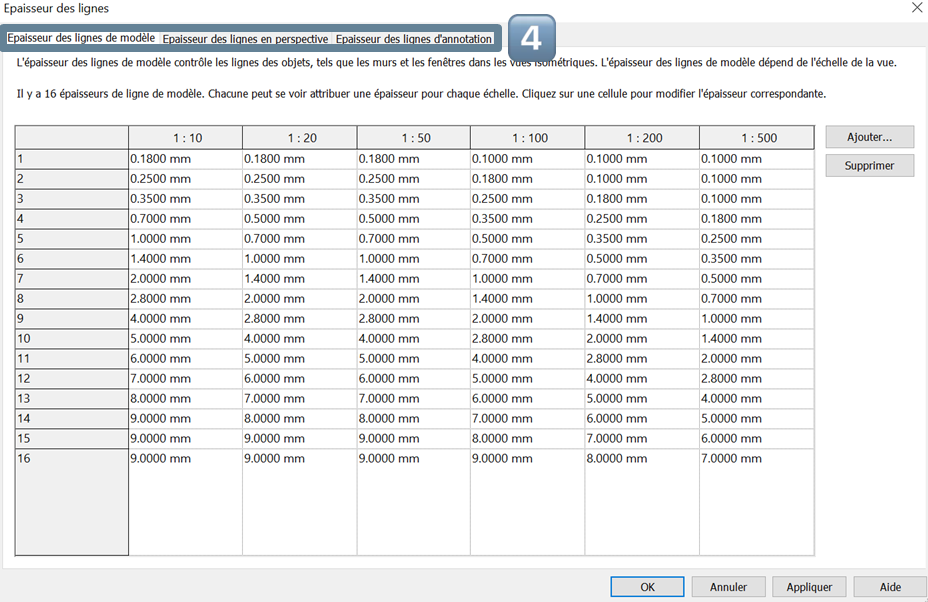 Epaisseur des lignes
Epaisseur des lignes de modèle Epaisseur des lignes en perspective Epaisseur des lignes d'annotation 4
L'épaisseur des lignes de modèle contrôle les lignes des objets, tels que les murs et les fenêtres dans les vues isométriques. L'épaisseur des lignes de modèle dépend de l'échelle de la vue.
Il y a 16 épaisseurs de ligne de modèle. Chacune peut se voir attribuer une épaisseur pour chaque échelle. Cliquez sur une cellule pour modifier l'épaisseur correspondante.
1 : 10 1 : 20 1 : 50 1 : 100 1 : 200 1 : 500 Ajouter...
1 0.1800 mm 0.1800 mm 0.1800 mm 0.1000 mm 0.1000 mm 0.1000 mm Supprimer
2 0.2500 mm 0.2500 mm 0.2500 mm 0.1800 mm 0.1000 mm 0.1000 mm
3 0.3500 mm 0.3500 mm 0.3500 mm 0.2500 mm 0.1800 mm 0.1000 mm
4 0.7000 mm 0.5000 mm 0.5000 mm 0.3500 mm 0.2500 mm 0.1800 mm
5 1.0000 mm 0.7000 mm 0.7000 mm 0.5000 mm 0.3500 mm 0.2500 mm
6 1.4000 mm 1.0000 mm 1.0000 mm 0.7000 mm 0.5000 mm 0.3500 mm
7 2.0000 mm 1.4000 mm 1.4000 mm 1.0000 mm 0.7000 mm 0.5000 mm
8 2.8000 mm 2.0000 mm 2.0000 mm 1.4000 mm 1.0000 mm 0.7000 mm
9 4.0000 mm 2.8000 mm 2.8000 mm 2.0000 mm 1.4000 mm 1.0000 mm
10 5.0000 mm 4.0000 mm 4.0000 mm 2.8000 mm 2.0000 mm 1.4000 mm
11 6.0000 mm 5.0000 mm 5.0000 mm 4.0000 mm 2.8000 mm 2.0000 mm
12 7.0000 mm 6.0000 mm 6.0000 mm 5.0000 mm 4.0000 mm 2.8000 mm
13 8.0000 mm 7.0000 mm 7.0000 mm 6.0000 mm 5.0000 mm 4.0000 mm
14 9.0000 mm 8.0000 mm 8.0000 mm 7.0000 mm 6.0000 mm 5.0000 mm
15 9.0000 mm 9.0000 mm 9.0000 mm 8.0000 mm 7.0000 mm 6.0000 mm
16 9.0000 mm 9.0000 mm 9.0000 mm 9.0000 mm 8.0000 mm 7.0000 mm
OK Annuler Appliquer Aide